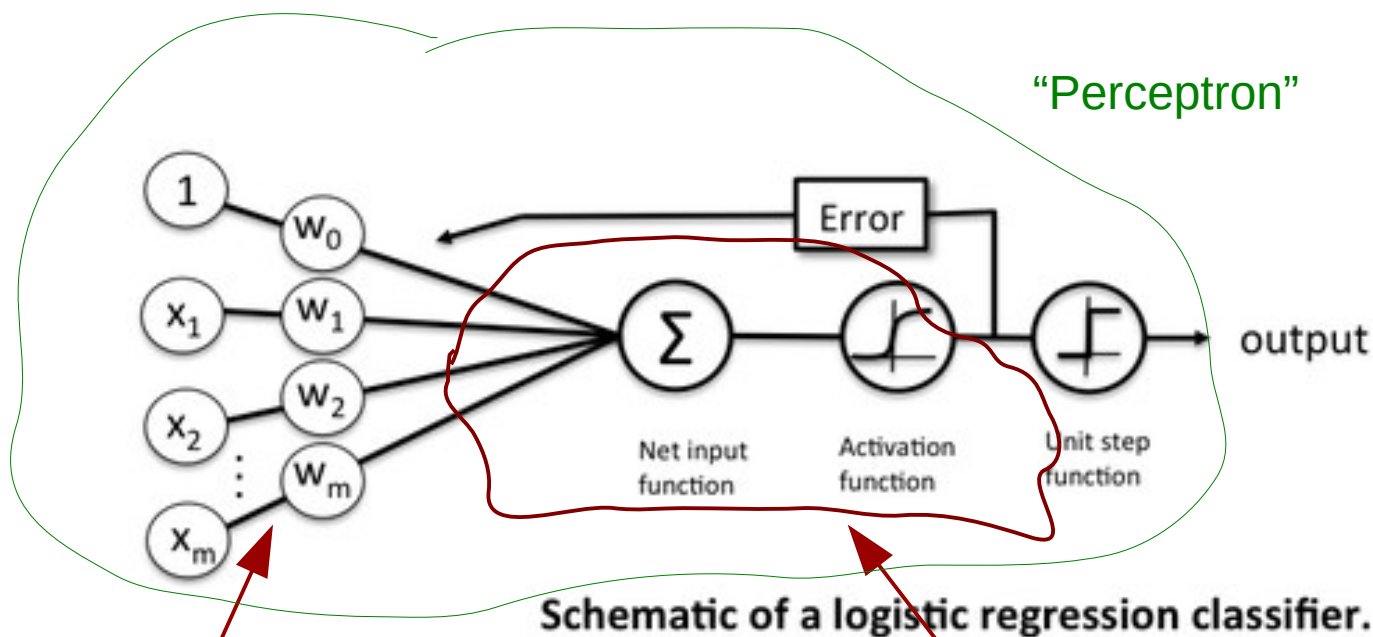 “Perceptron”
1
w₀
Error
x₁
w₁
Σ
output
x₂
w₂
⋮
wₘ
xₘ
Net input
function
Activation
function
Unit step
function
Schematic of a logistic regression classifier.